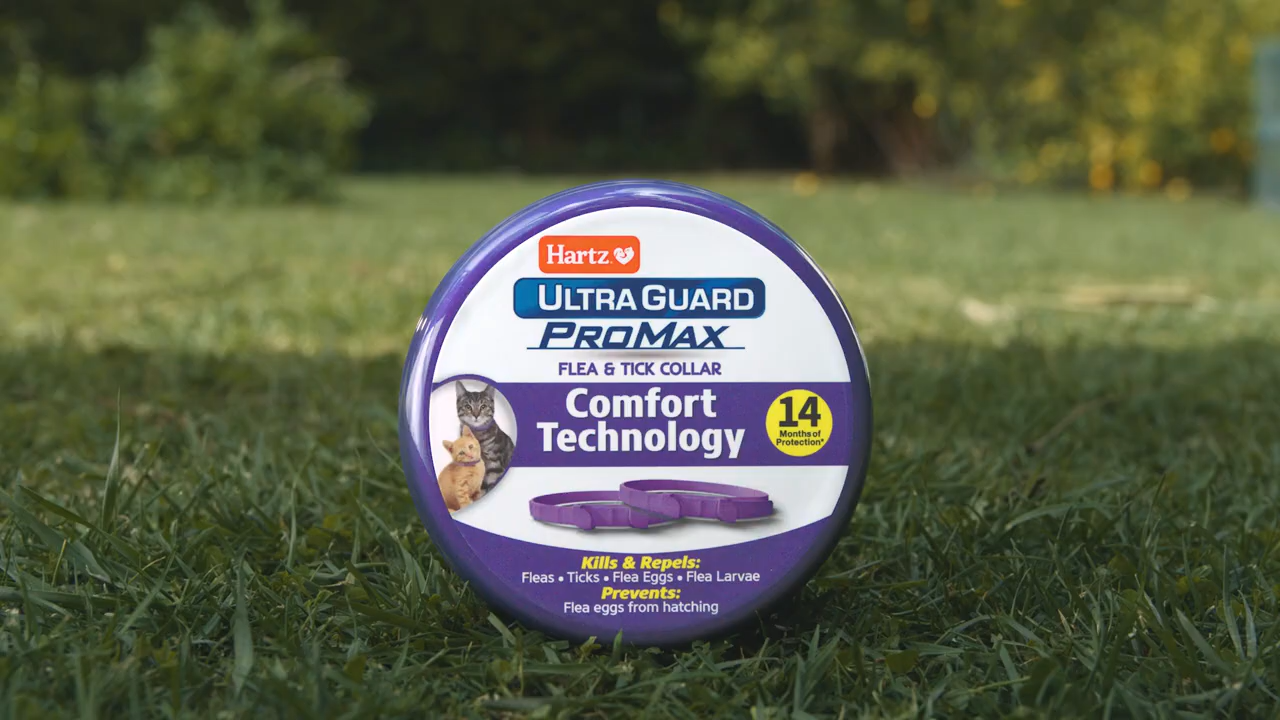 Hartz
ULTRA GUARD
PROMAX
FLEA & TICK COLLAR
Comfort
Technology
14
Months of
Protection*
Kills & Repels:
Fleas • Ticks • Flea Eggs • Flea Larvae
Prevents:
Flea eggs from hatching